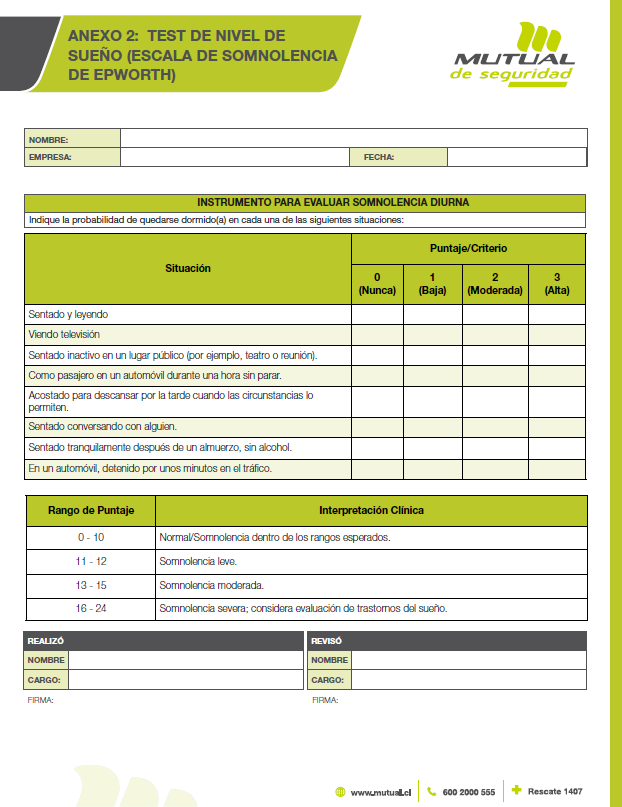 ANEXO 2: TEST DE NIVEL DE
SUEÑO (ESCALA DE SOMNOLENCIA
DE EPWORTH)
MUTUAL
de seguridad
NOMBRE:
EMPRESA:
FECHA:
INSTRUMENTO PARA EVALUAR SOMNOLENCIA DIURNA
Indique la probabilidad de quedarse dormido(a) en cada una de las siguientes situaciones:
Situación
Puntaje/Criterio
0
(Nunca)
1
(Baja)
2
(Moderada)
3
(Alta)
Sentado y leyendo
Viendo televisión
Sentado inactivo en un lugar público (por ejemplo, teatro o reunión).
Como pasajero en un automóvil durante una hora sin parar.
Acostado para descansar por la tarde cuando las circunstancias lo
permiten.
Sentado conversando con alguien.
Sentado tranquilamente después de un almuerzo, sin alcohol.
En un automóvil, detenido por unos minutos en el tráfico.
Rango de Puntaje
Interpretación Clínica
0 - 10
Normal/Somnolencia dentro de los rangos esperados.
11 - 12
Somnolencia leve.
13 - 15
Somnolencia moderada.
16 - 24
Somnolencia severa; considera evaluación de trastornos del sueño.
REALIZÓ
NOMBRE
CARGO:
FIRMA:
REVISÓ
NOMBRE
CARGO:
FIRMA:
www.mutual.cl
600 2000 555
Rescate 1407